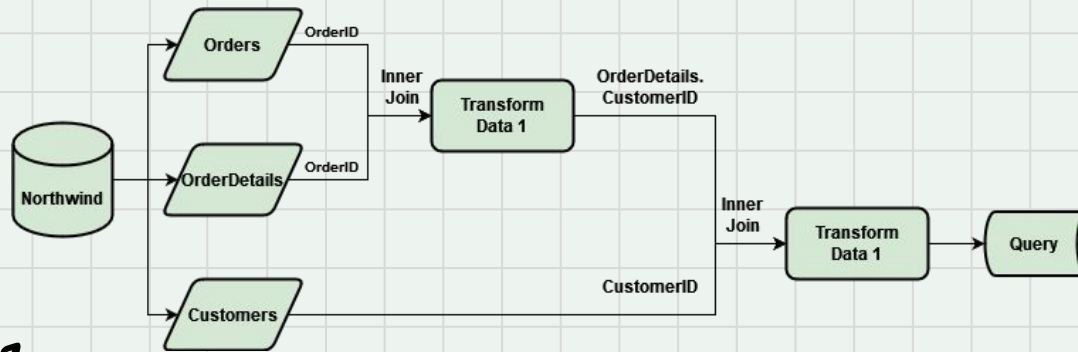 Orders
OrderID
Inner
Join
Transform
Data 1
OrderDetails.
CustomerID
Northwind
OrderDetails
OrderID
Inner
Join
Transform
Data 1
Query
Customers
CustomerID